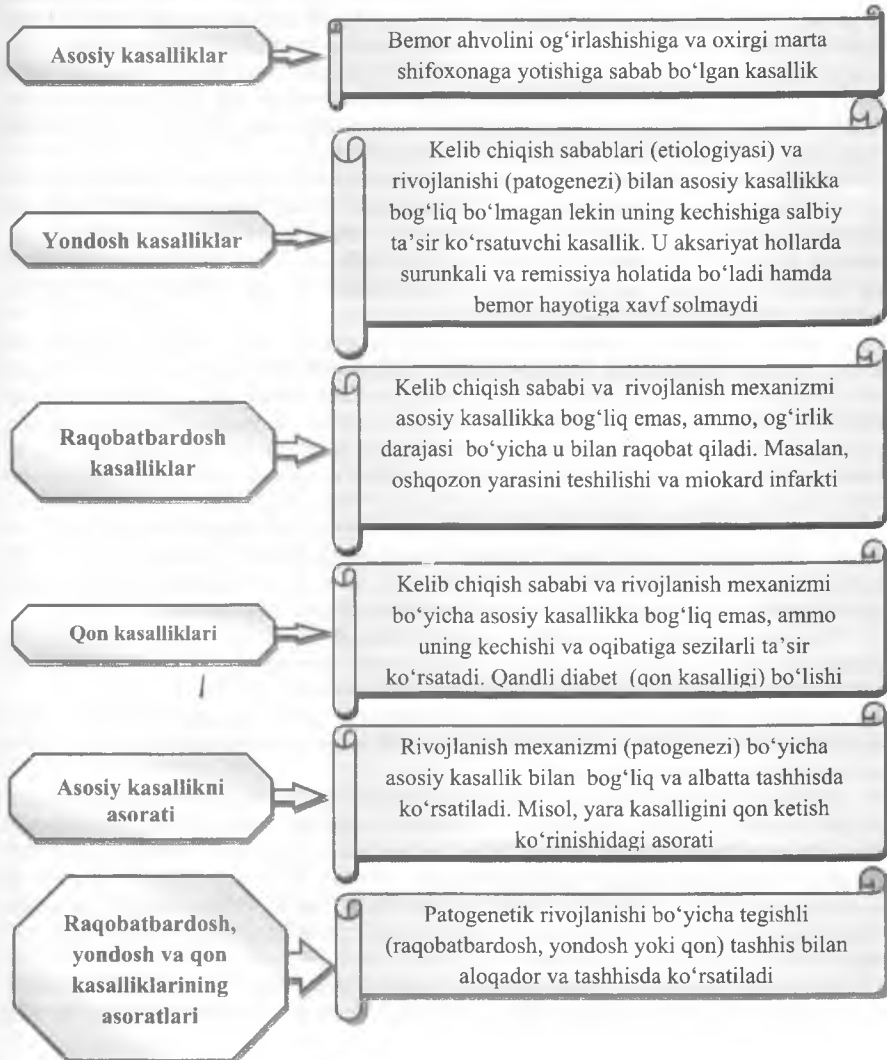 Asosiy kasalliklar
Bemor ahvolini og‘irlashishiga va oxirgi marta
shifoxonaga yotishiga sabab bo‘lgan kasallik
Yondosh kasalliklar
Kelib chiqish sabablari (etiologiyasi) va
rivojlanishi (patogenezi) bilan asosiy kasallikka
bog‘liq bo‘lmagan lekin uning kechishiga salbiy
ta’sir ko‘rsatuvchi kasallik. U aksariyat hollarda
surunkali va remissiya holatida bo‘ladi hamda
bemor hayotiga xavf solmaydi
Raqobatbardosh
kasalliklar
Kelib chiqish sababi va rivojlanish mexanizmi
asosiy kasallikka bog‘liq emas, ammo, og‘irlik
darajasi bo‘yicha u bilan raqobat qiladi. Masalan,
oshqozon yarasini teshilishi va miokard infarkti
Qon kasalliklari
Kelib chiqish sababi va rivojlanish mexanizmi
bo‘yicha asosiy kasallikka bog‘liq emas, ammo
uning kechishi va oqibatiga sezilarli ta’sir
ko‘rsatadi. Qandli diabet (qon kasalligi) bo‘lishi
Asosiy kasallikni
asorati
Rivojlanish mexanizmi (patogenezi) bo‘yicha
asosiy kasallik bilan bog‘liq va albatta tashhisda
ko‘rsatiladi. Misol, yara kasalligini qon ketish
ko‘rinishidagi asorati
Raqobatbardosh,
yondosh va qon
kasalliklarining
asoratlari
Patogenetik rivojlanishi bo‘yicha tegishli
(raqobatbardosh, yondosh yoki qon) tashhis bilan
aloqador va tashhisda ko‘rsatiladi